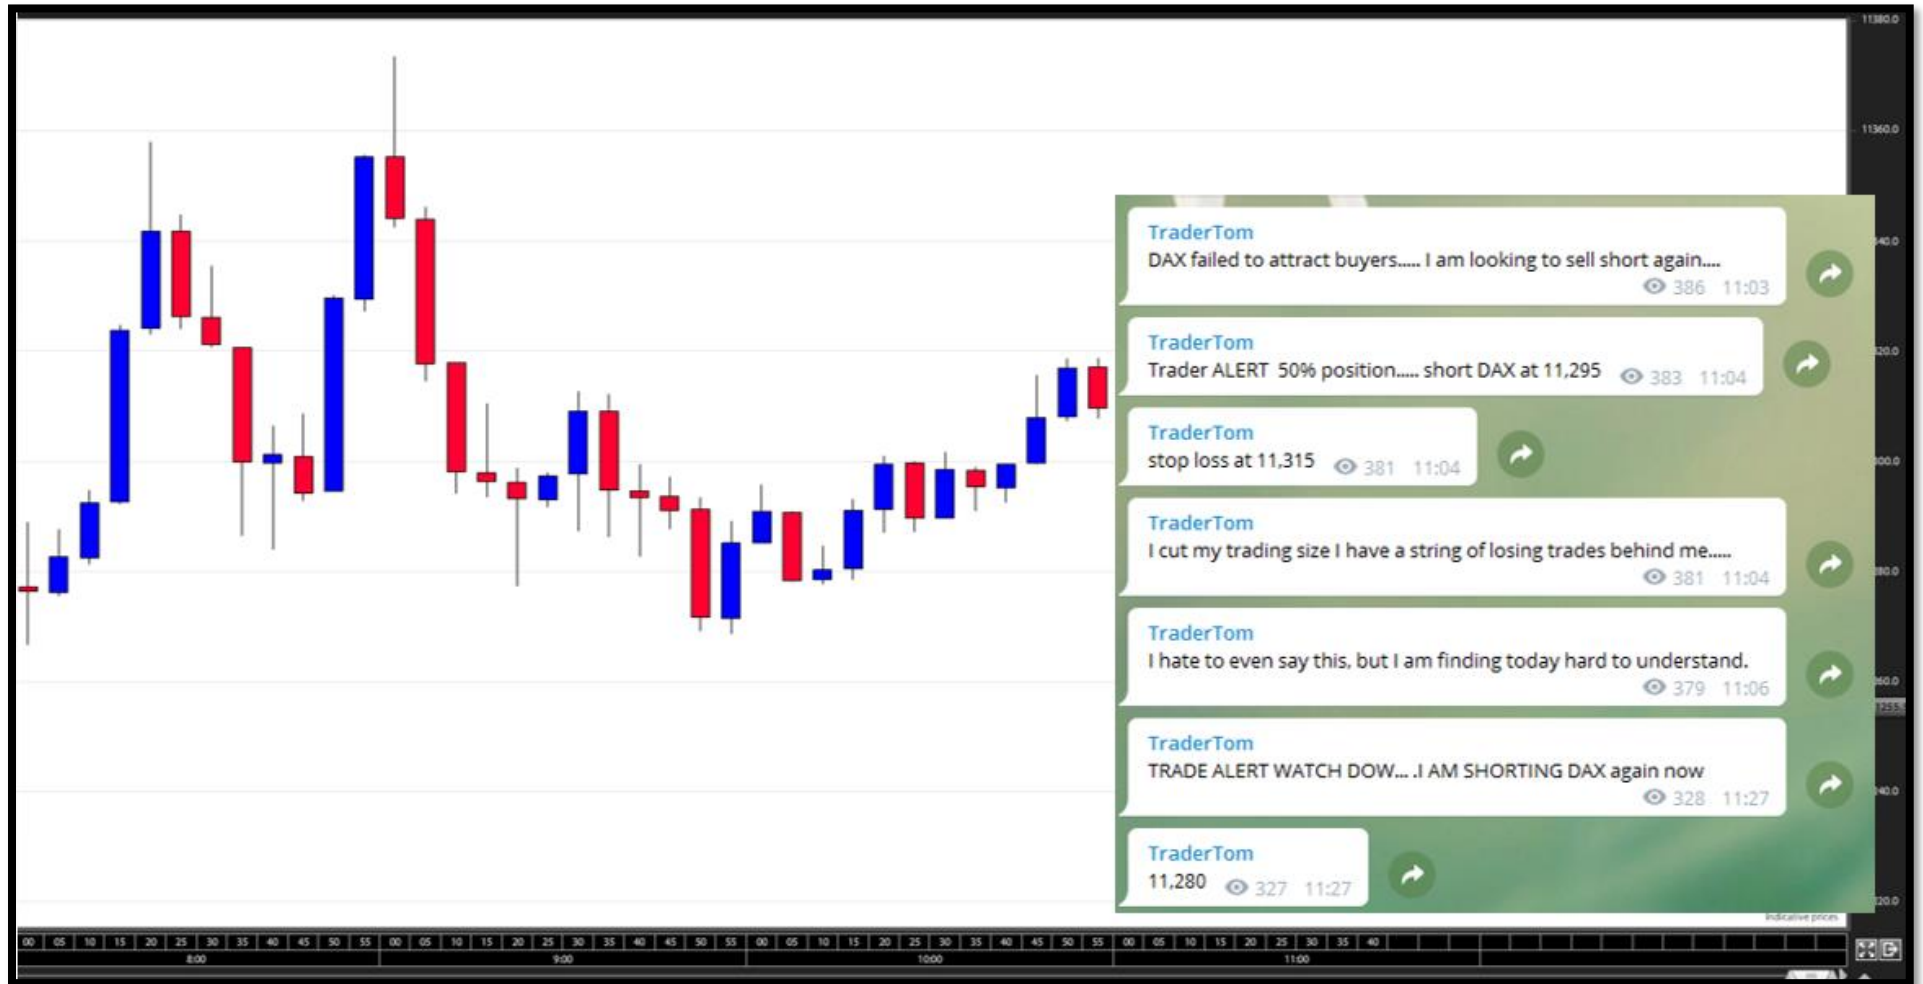 11380.0
11360.0
TraderTom
DAX failed to attract buyers..... I am looking to sell short again....
386 11:03
TraderTom
Trader ALERT 50% position..... short DAX at 11,295 383 11:04
TraderTom
stop loss at 11,315 381 11:04
TraderTom
I cut my trading size I have a string of losing trades behind me.....
381 11:04
TraderTom
I hate to even say this, but I am finding today hard to understand.
379 11:06
TraderTom
TRADE ALERT WATCH DOW... .I AM SHORTING DAX again now
328 11:27
TraderTom
11,280 327 11:27
Indicative prices
00 05 10 15 20 25 30 35 40 45 50 55 00 05 10 15 20 25 30 35 40 45 50 55 00 05 10 15 20 25 30 35 40 45 50 55 00 05 10 15 20 25 30 35 40
8:00 9:00 10:00 11:00